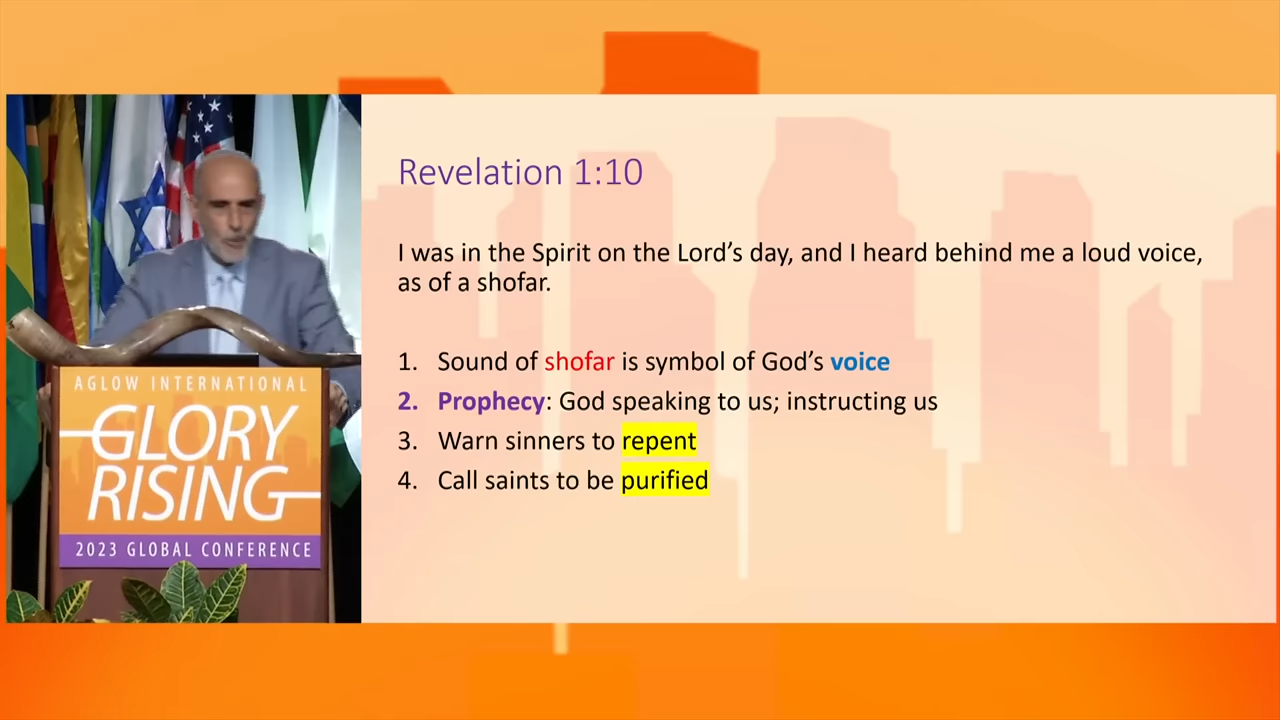 Revelation 1:10
I was in the Spirit on the Lord’s day, and I heard behind me a loud voice,
as of a shofar.
1. Sound of shofar is symbol of God’s voice
2. Prophecy: God speaking to us; instructing us
3. Warn sinners to repent
4. Call saints to be purified
AGLOW INTERNATIONAL
GLORY
RISING
2023 GLOBAL CONFERENCE